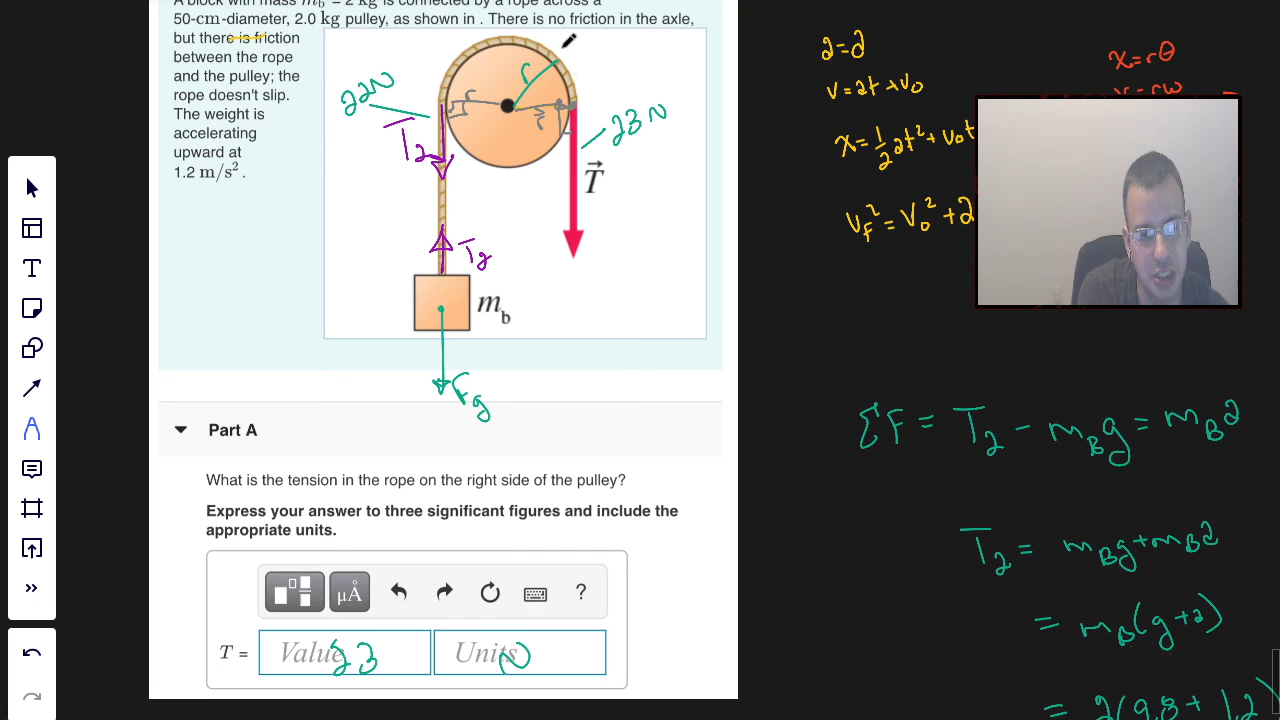 A block with mass m_b = 2 kg is connected by a rope across a
50-cm-diameter, 2.0 kg pulley, as shown in . There is no friction in the axle,
but there is friction
between the rope
and the pulley; the
rope doesn't slip.
The weight is
accelerating
upward at
1.2 m/s².
22N
T2
r
r
r
23 N
T
T2
m_b
Fg
Part A
What is the tension in the rope on the right side of the pulley?
Express your answer to three significant figures and include the
appropriate units.
μÅ
?
T =
Value
23
Units
N
a=a
v=at+v0
x=½at²+v0t
vF²=v0²+2
x=rθ
v=rω
ΣF = T2 - mBg = mBa
T2 = mBg+mBa
= mB(g+a)
= 2(9.8+1.2)